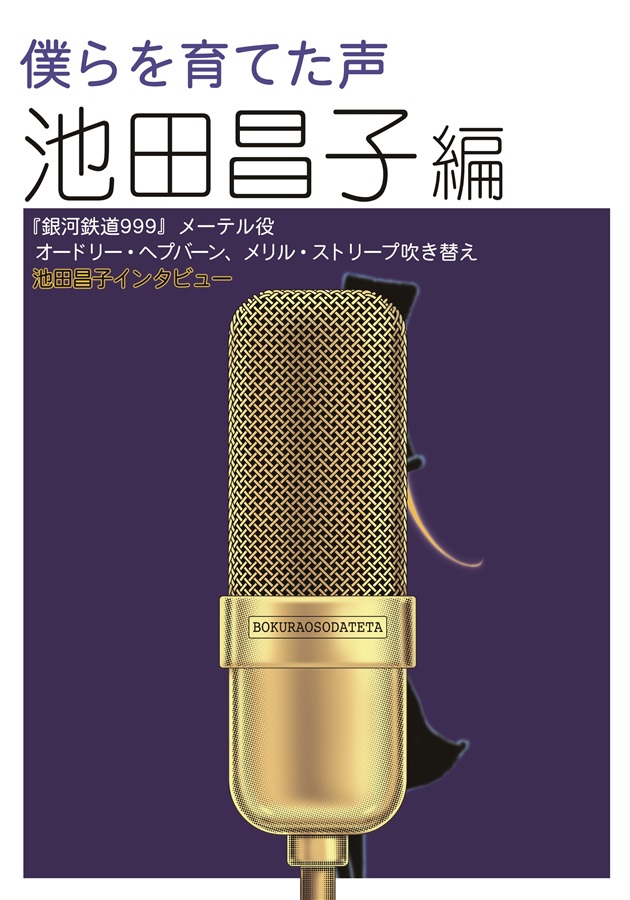 僕らを育てた声
池田昌子編
『銀河鉄道999』メーテル役
オードリー・ヘプバーン、メリル・ストリープ吹き替え
池田昌子インタビュー
BOKURAOSODATETA